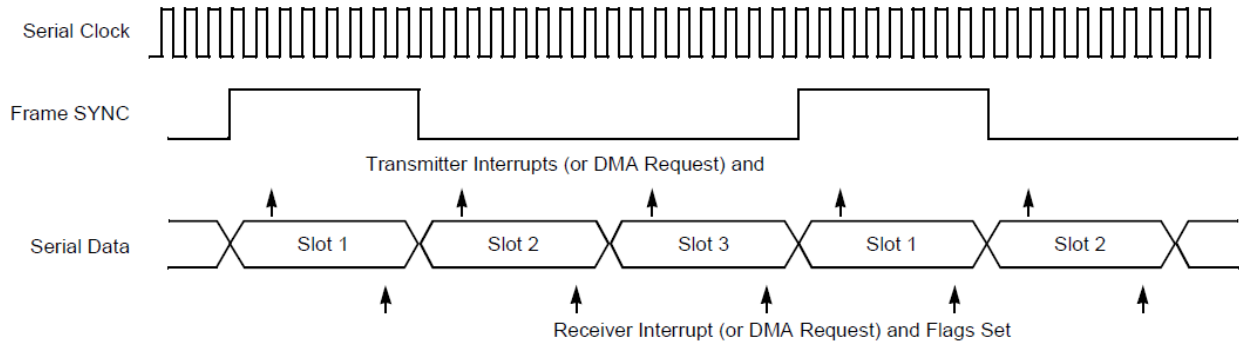 Serial Clock
Frame SYNC
Transmitter Interrupts (or DMA Request) and
Serial Data
Slot 1
Slot 2
Slot 3
Slot 1
Slot 2
Receiver Interrupt (or DMA Request) and Flags Set